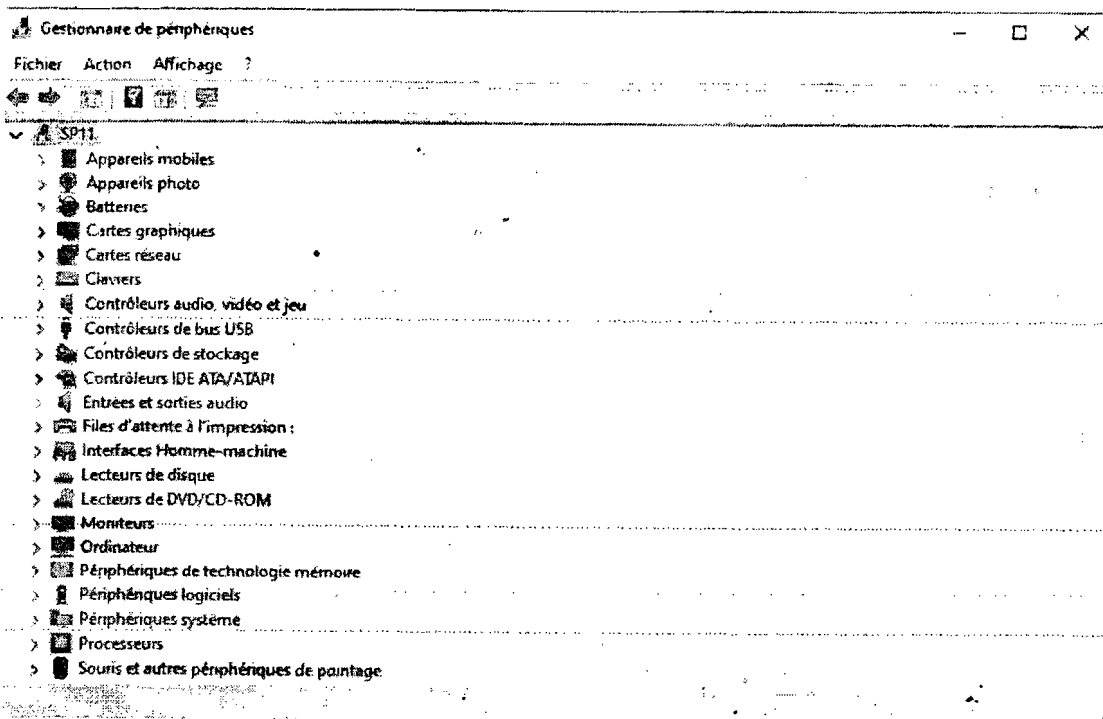 Gestionnaire de périphériques
Fichier Action Affichage ?
SP11
Appareils mobiles
Appareils photo
Batteries
Cartes graphiques
Cartes réseau
Claviers
Contrôleurs audio, vidéo et jeu
Contrôleurs de bus USB
Contrôleurs de stockage
Contrôleurs IDE ATA/ATAPI
Entrées et sorties audio
Files d'attente à l'impression :
Interfaces Homme-machine
Lecteurs de disque
Lecteurs de DVD/CD-ROM
Moniteurs
Ordinateur
Périphériques de technologie mémoire
Périphériques logiciels
Périphériques système
Processeurs
Souris et autres périphériques de pointage